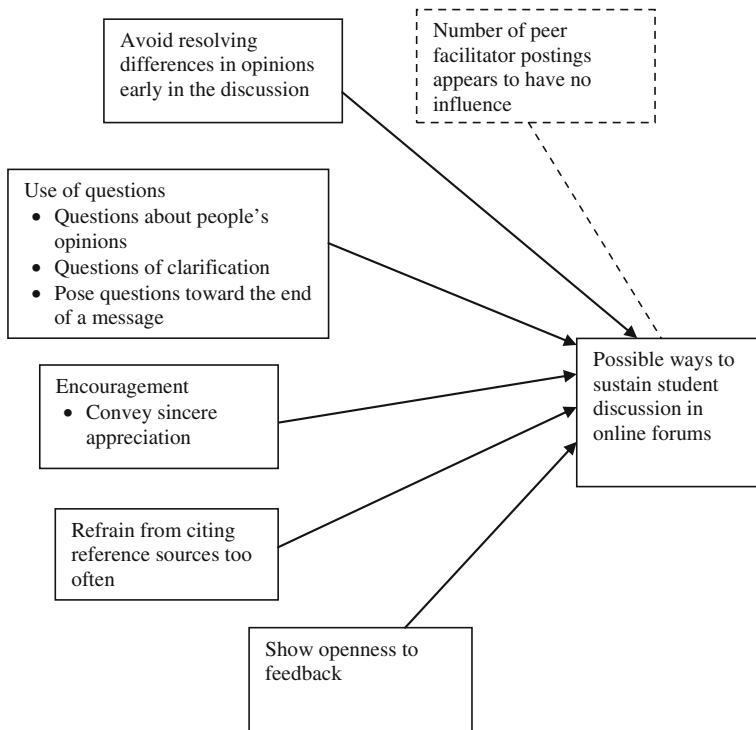 Avoid resolving
differences in opinions
early in the discussion
Number of peer
facilitator postings
appears to have no
influence
Use of questions
• Questions about people's
opinions
• Questions of clarification
• Pose questions toward the end
of a message
Encouragement
• Convey sincere
appreciation
Possible ways to
sustain student
discussion in
online forums
Refrain from citing
reference sources too
often
Show openness to
feedback